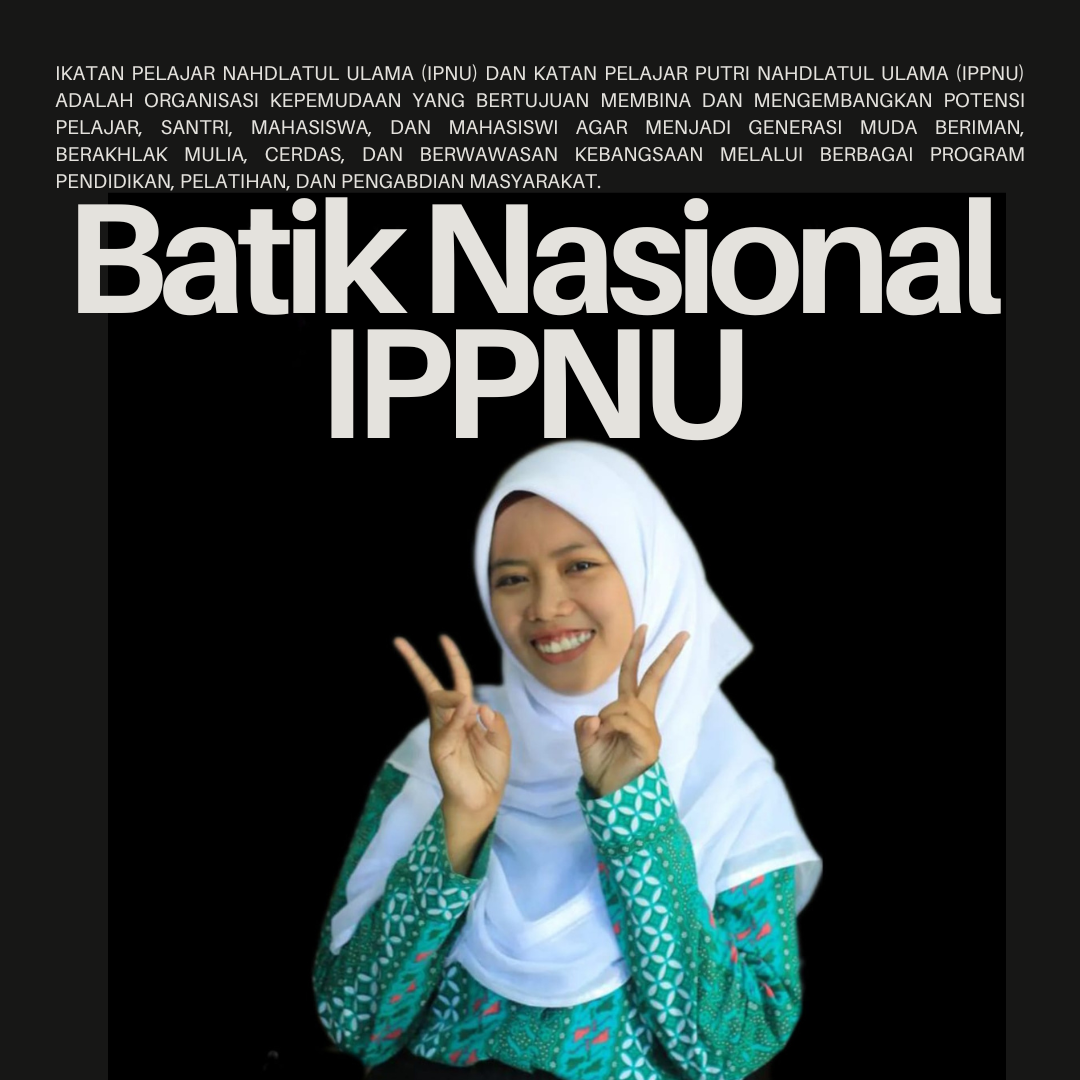 IKATAN PELAJAR NAHDLATUL ULAMA (IPNU) DAN KATAN PELAJAR PUTRI NAHDLATUL ULAMA (IPPNU)
ADALAH ORGANISASI KEPEMUDAAN YANG BERTUJUAN MEMBINA DAN MENGEMBANGKAN POTENSI
PELAJAR, SANTRI, MAHASISWA, DAN MAHASISWI AGAR MENJADI GENERASI MUDA BERIMAN,
BERAKHLAK MULIA, CERDAS, DAN BERWAWASAN KEBANGSAAN MELALUI BERBAGAI PROGRAM
PENDIDIKAN, PELATIHAN, DAN PENGABDIAN MASYARAKAT.
Batik Nasional
IPPNU